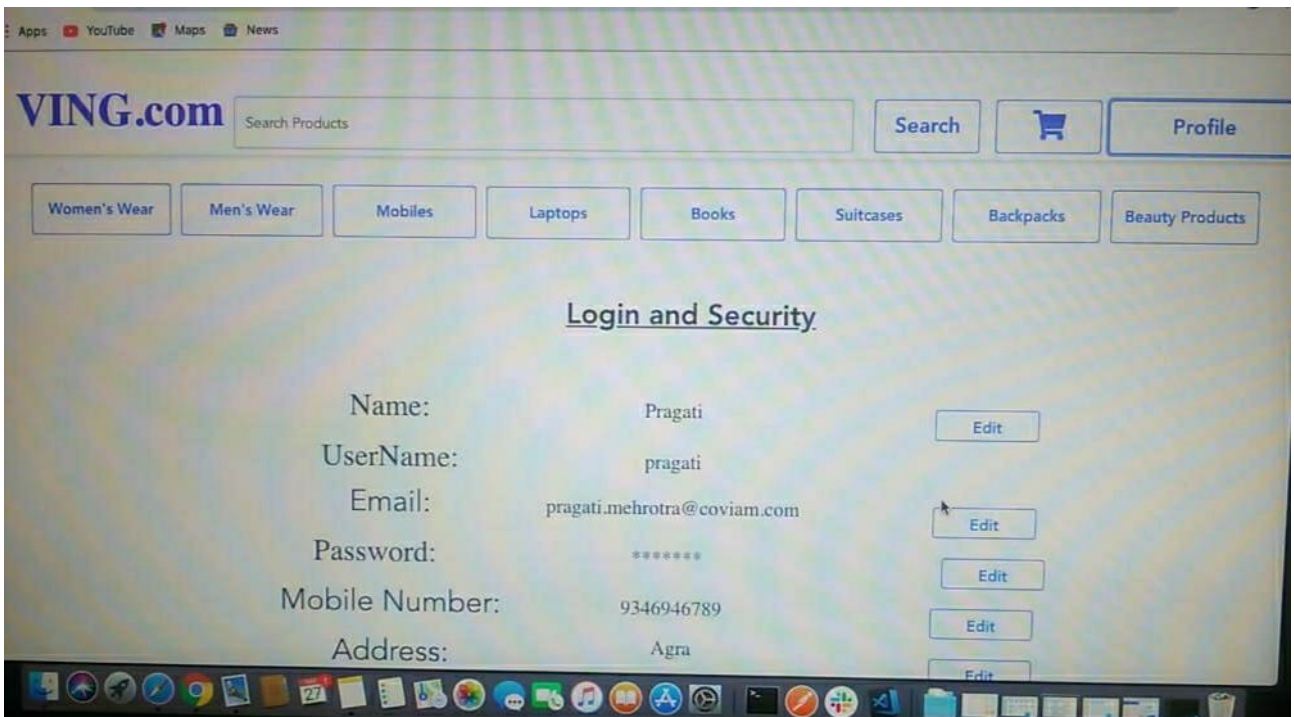 Apps YouTube Maps News
VING.com Search Products Search Profile
Women's Wear Men's Wear Mobiles Laptops Books Suitcases Backpacks Beauty Products
Login and Security
Name: Pragati Edit
UserName: pragati
Email: pragati.mehrotra@coviam.com Edit
Password: ******* Edit
Mobile Number: 9346946789 Edit
Address: Agra Edit
27